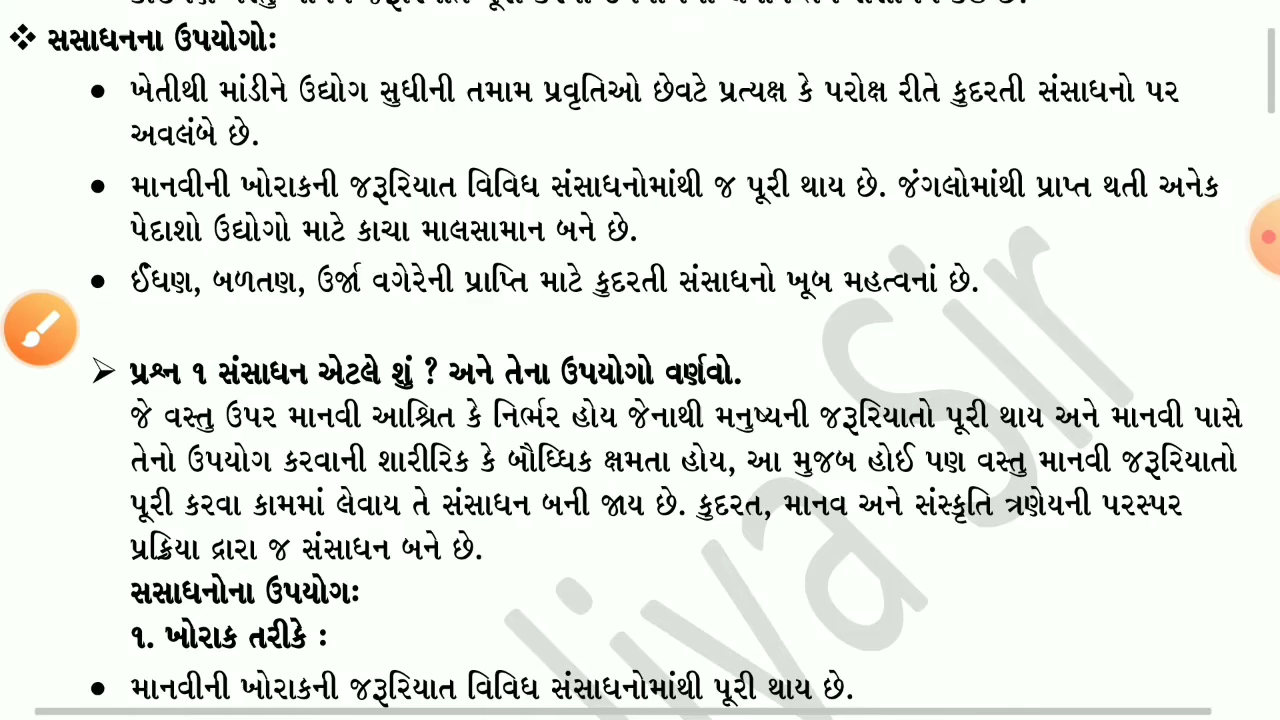 ❖ સસાધનના ઉપયોગો:
• ખેતીથી માંડીને ઉદ્યોગ સુધીની તમામ પ્રવૃતિઓ છેવટે પ્રત્યક્ષ કે પરોક્ષ રીતે કુદરતી સંસાધનો પર
અવલંબે છે.
• માનવીની ખોરાકની જરૂરિયાત વિવિધ સંસાધનોમાંથી જ પૂરી થાય છે. જંગલોમાંથી પ્રાપ્ત થતી અનેક
પેદાશો ઉદ્યોગો માટે કાચા માલસામાન બને છે.
• ઈંધણ, બળતણ, ઉર્જા વગેરેની પ્રાપ્તિ માટે કુદરતી સંસાધનો ખૂબ મહત્વનાં છે.
➢ પ્રશ્ન ૧ સંસાધન એટલે શું ? અને તેના ઉપયોગો વર્ણવો.
જે વસ્તુ ઉપર માનવી આશ્રિત કે નિર્ભર હોય જેનાથી મનુષ્યની જરૂરિયાતો પૂરી થાય અને માનવી પાસે
તેનો ઉપયોગ કરવાની શારીરિક કે બૌધ્ધિક ક્ષમતા હોય, આ મુજબ હોઈ પણ વસ્તુ માનવી જરૂરિયાતો
પૂરી કરવા કામમાં લેવાય તે સંસાધન બની જાય છે. કુદરત, માનવ અને સંસ્કૃતિ ત્રણેયની પરસ્પર
પ્રક્રિયા દ્વારા જ સંસાધન બને છે.
સસાધનોના ઉપયોગ:
૧. ખોરાક તરીકે :
• માનવીની ખોરાકની જરૂરિયાત વિવિધ સંસાધનોમાંથી પૂરી થાય છે.
liya Sir